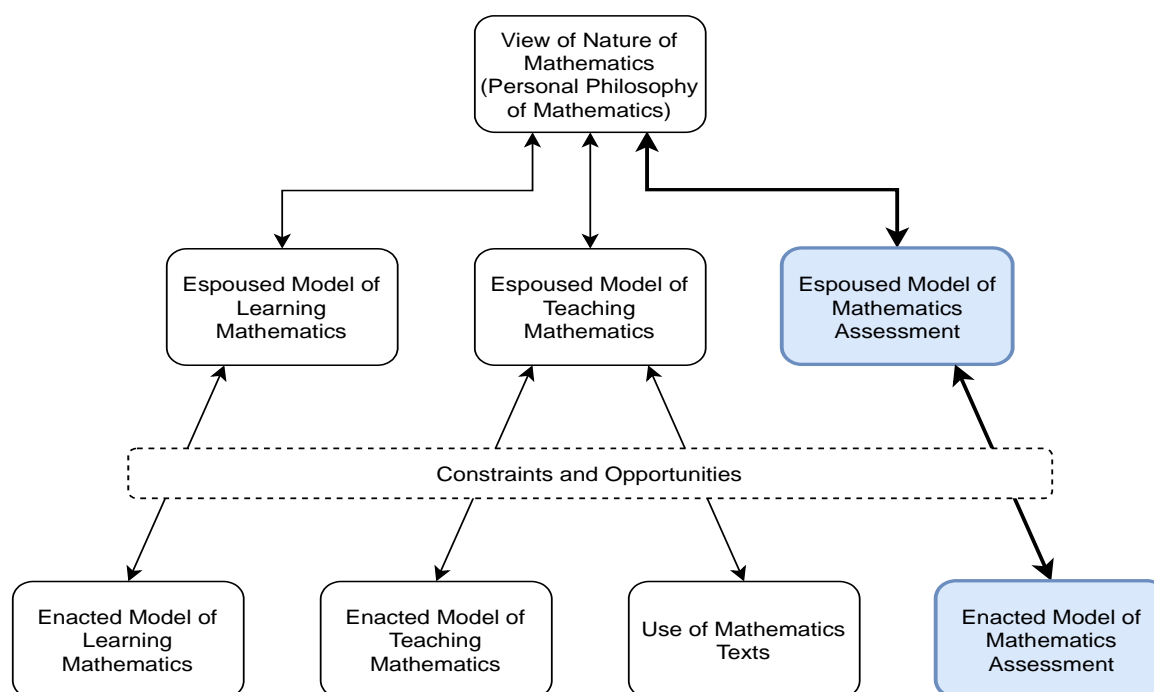 View of Nature of
Mathematics
(Personal Philosophy
of Mathematics)
Espoused Model of
Learning
Mathematics
Espoused Model of
Teaching
Mathematics
Espoused Model of
Mathematics
Assessment
Constraints and Opportunities
Enacted Model of
Learning
Mathematics
Enacted Model of
Teaching
Mathematics
Use of Mathematics
Texts
Enacted Model of
Mathematics
Assessment